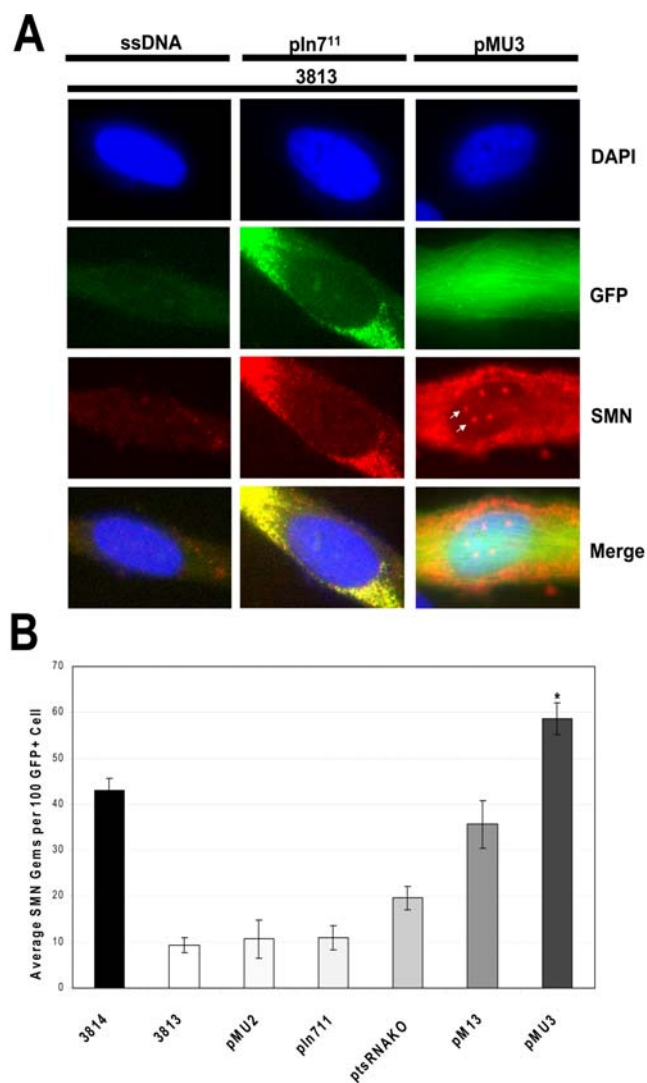 A
ssDNA pIn7¹¹ pMU3
3813
DAPI
GFP
SMN
Merge
B
Average SMN Gems per 100 GFP+ Cell
70
60
50
40
30
20
10
0
*
3814 3813 pMU2 pIn711 ptsRNAKO pM13 pMU3